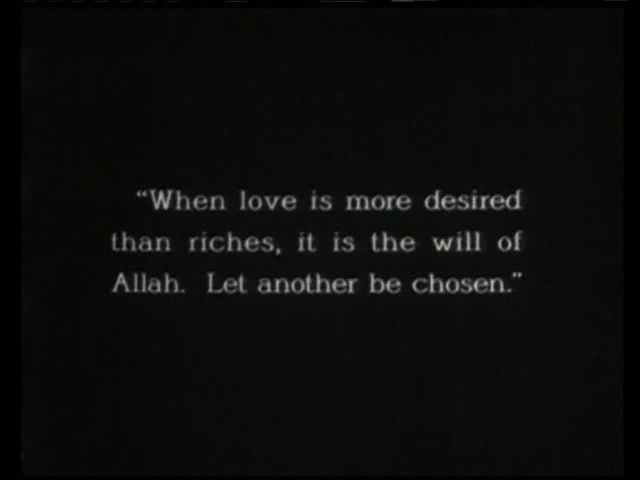 “When love is more desired
than riches, it is the will of
Allah. Let another be chosen.”